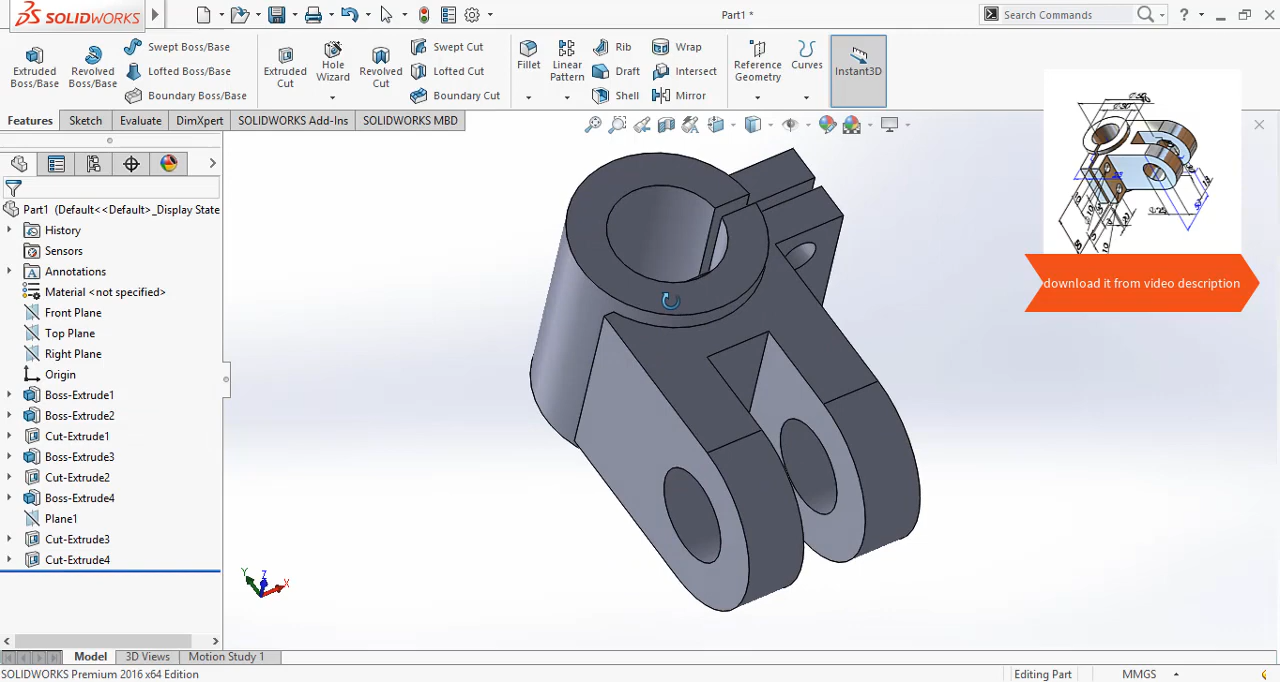 SOLIDWORKS
Part1 *
Search Commands
?
Extruded Boss/Base
Revolved Boss/Base
Swept Boss/Base
Lofted Boss/Base
Boundary Boss/Base
Extruded Cut
Hole Wizard
Revolved Cut
Swept Cut
Lofted Cut
Boundary Cut
Fillet
Linear Pattern
Rib
Draft
Shell
Wrap
Intersect
Mirror
Reference Geometry
Curves
Instant3D
Features
Sketch
Evaluate
DimXpert
SOLIDWORKS Add-Ins
SOLIDWORKS MBD
Part1 (Default<<Default>_Display State
History
Sensors
Annotations
Material <not specified>
Front Plane
Top Plane
Right Plane
Origin
Boss-Extrude1
Boss-Extrude2
Cut-Extrude1
Boss-Extrude3
Cut-Extrude2
Boss-Extrude4
Plane1
Cut-Extrude3
Cut-Extrude4
download it from video description
Y
Z
X
Model
3D Views
Motion Study 1
SOLIDWORKS Premium 2016 x64 Edition
Editing Part
MMGS